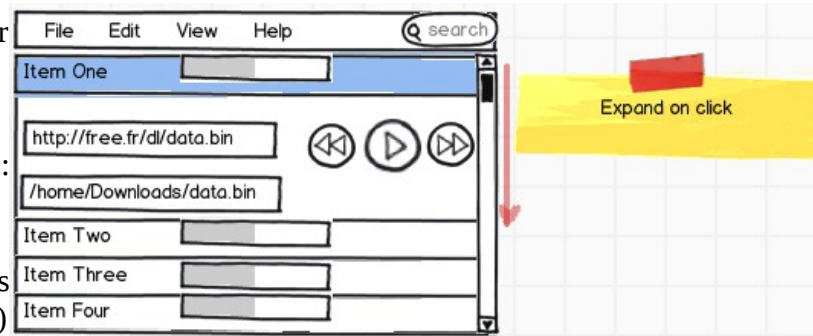 r
File Edit View Help search
Item One
Expand on click
http://free.fr/dl/data.bin
:
/home/Downloads/data.bin
Item Two
s Item Three
) Item Four